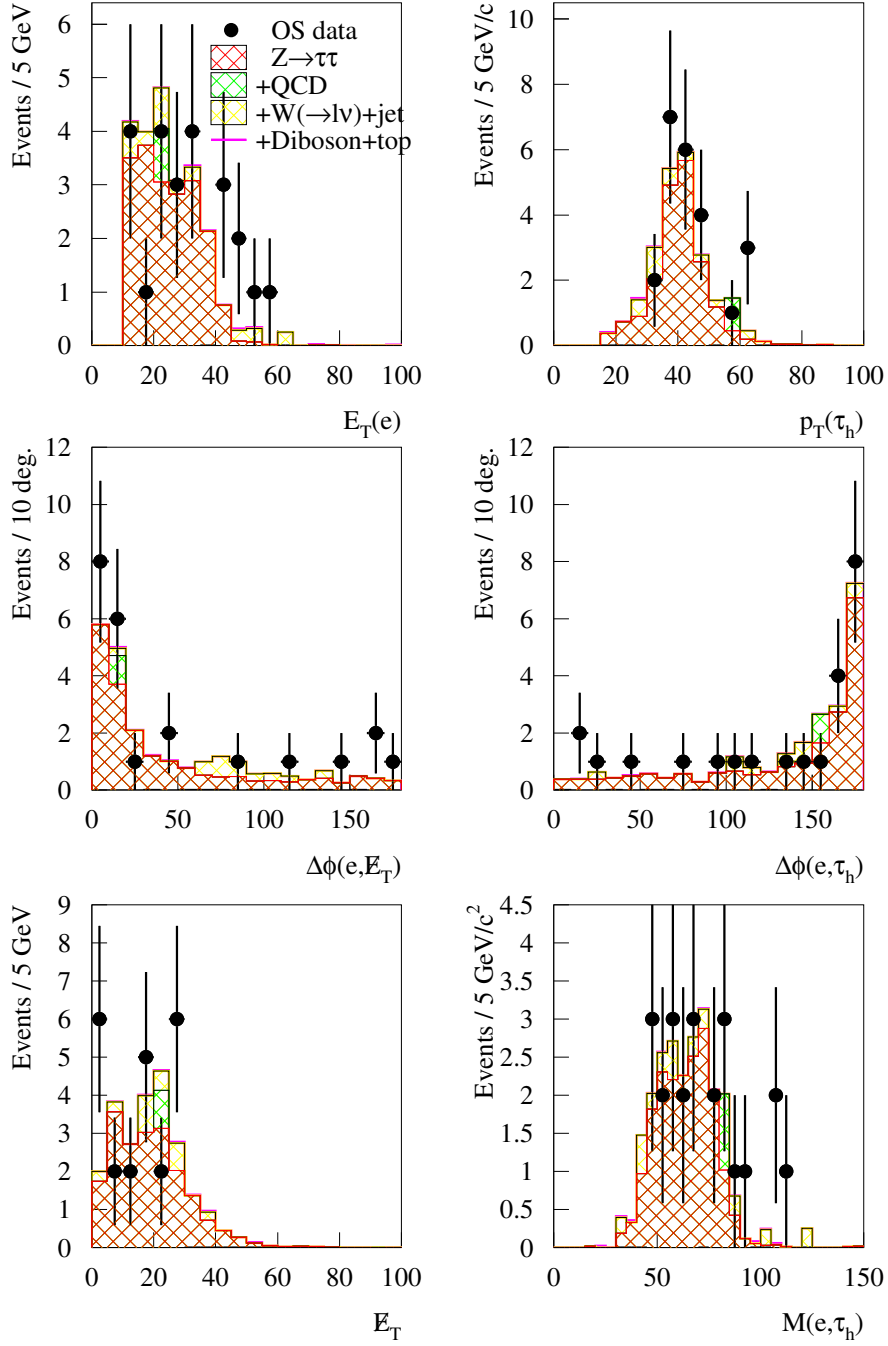 Events / 5 GeV
0
1
2
3
4
5
6
0 20 40 60 80 100
E_T(e)
OS data
Z→ττ
+QCD
+W(→lν)+jet
+Diboson+top
Events / 5 GeV/c
0
2
4
6
8
10
0 20 40 60 80 100
p_T(τ_h)
Events / 10 deg.
0
2
4
6
8
10
12
0 50 100 150
Δϕ(e,E̸_T)
Events / 10 deg.
0
2
4
6
8
10
12
0 50 100 150
Δϕ(e,τ_h)
Events / 5 GeV
0
1
2
3
4
5
6
7
8
9
0 20 40 60 80 100
E̸_T
Events / 5 GeV/c²
0
0.5
1
1.5
2
2.5
3
3.5
4
4.5
50 100 150
M(e,τ_h)